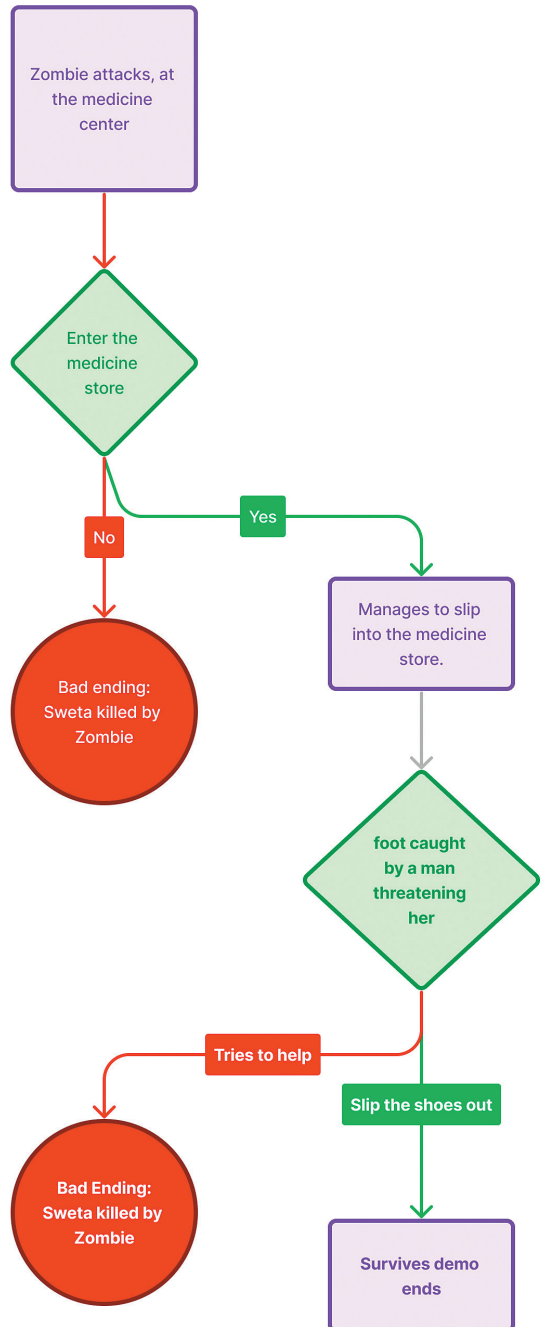 Zombie attacks, at
the medicine
center
Enter the
medicine
store
Yes
No
Manages to slip
into the medicine
store.
Bad ending:
Sweta killed by
Zombie
foot caught
by a man
threatening
her
Tries to help
Slip the shoes out
Bad Ending:
Sweta killed by
Zombie
Survives demo
ends